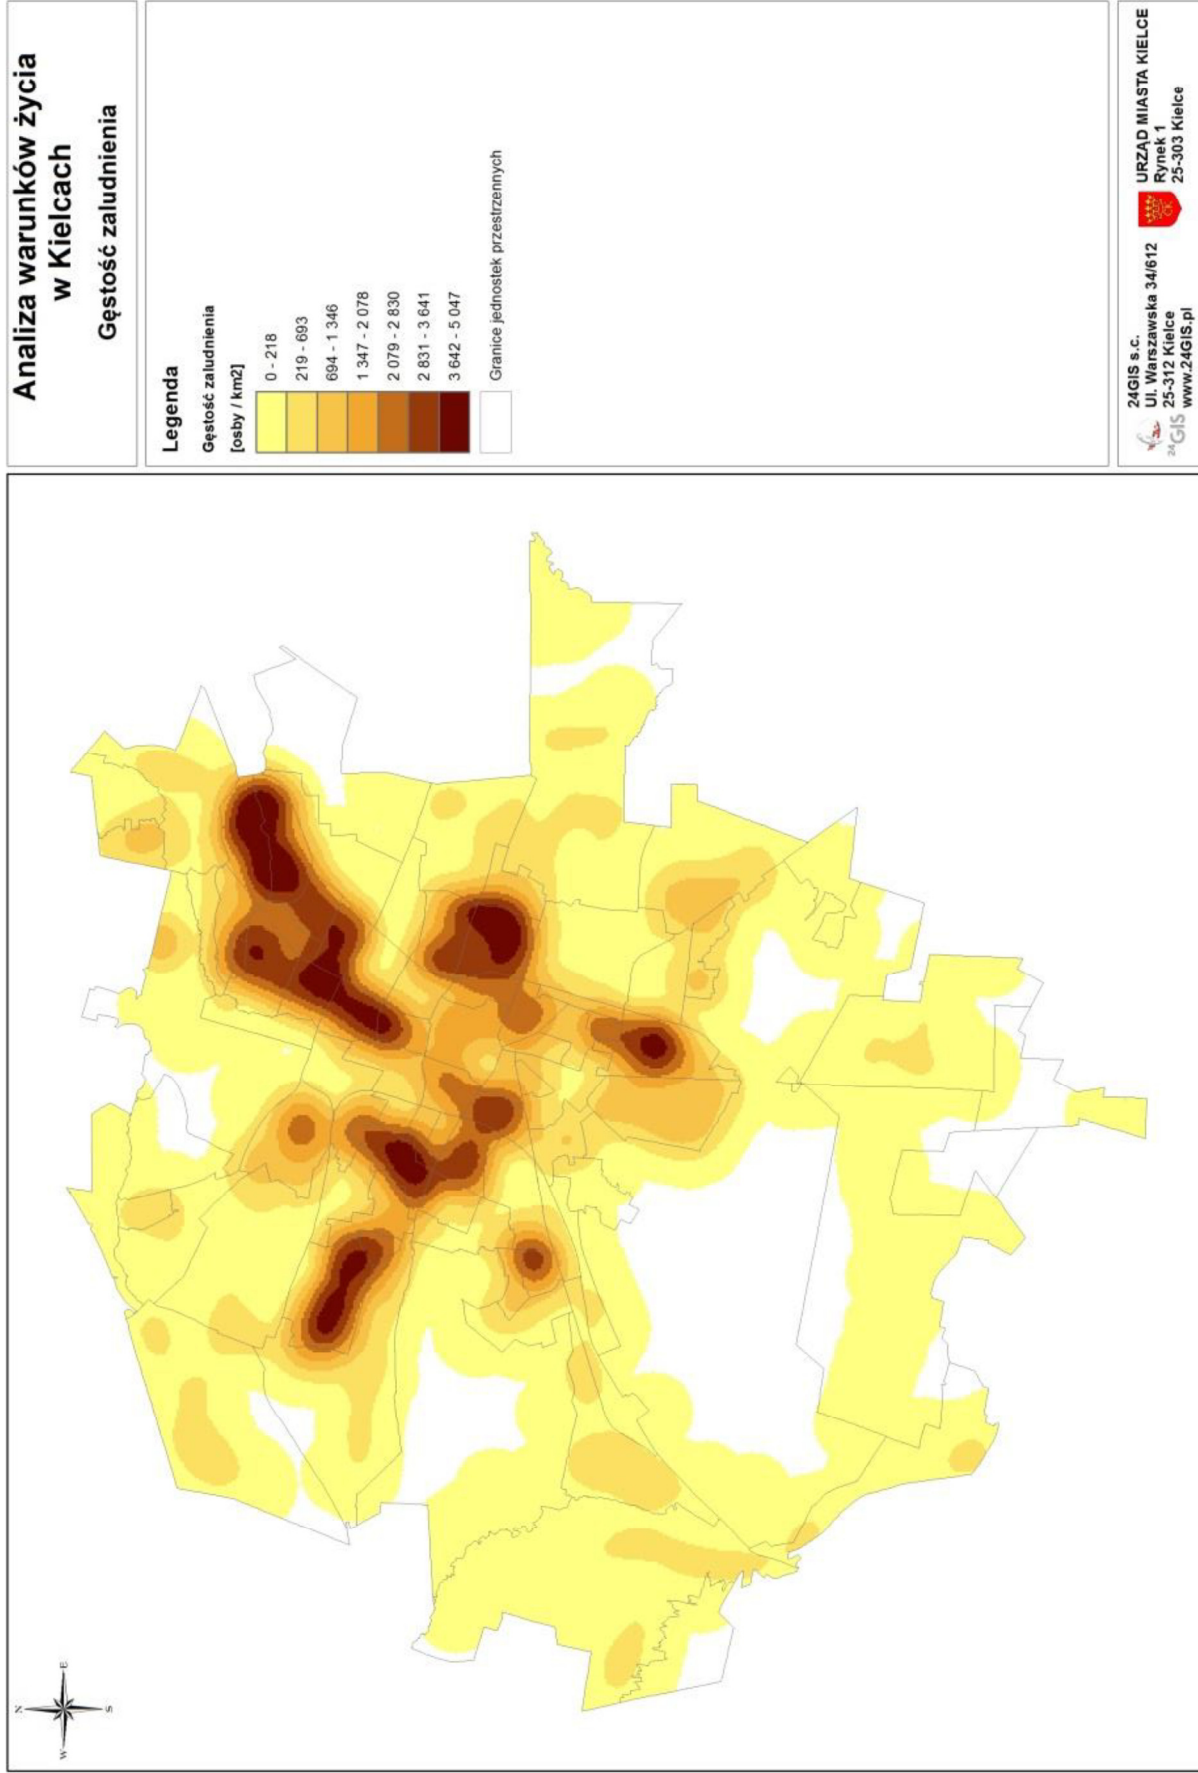 Analiza warunków życia
w Kielcach
Gęstość zaludnienia
Legenda
Gęstość zaludnienia
[osby / km2]
0 - 218
219 - 693
694 - 1 346
1 347 - 2 078
2 079 - 2 830
2 831 - 3 641
3 642 - 5 047
Granice jednostek przestrzennych
24GIS s.c.
Ul. Warszawska 34/612
25-312 Kielce
www.24GIS.pl
24GIS
URZĄD MIASTA KIELCE
Rynek 1
25-303 Kielce
CK
N
W E
S